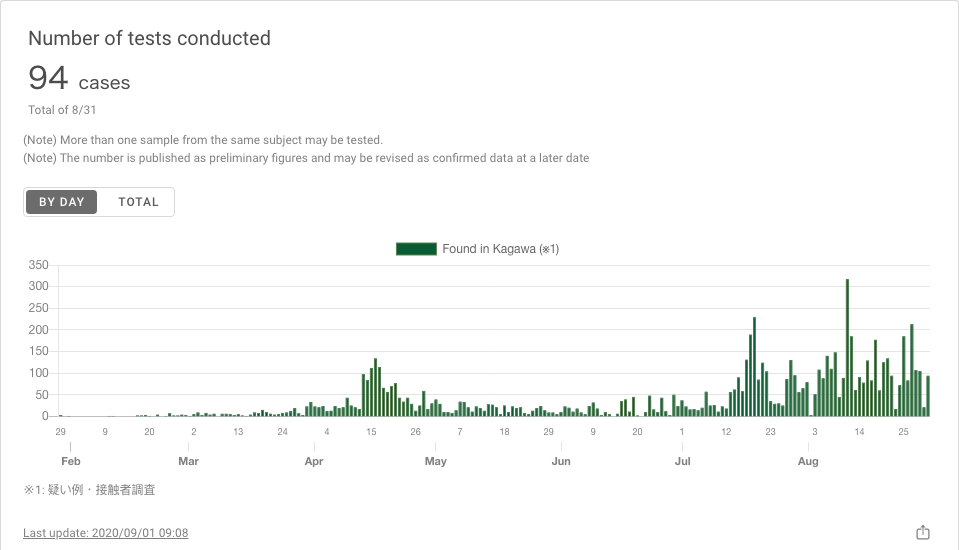 Number of tests conducted
94 cases
Total of 8/31
(Note) More than one sample from the same subject may be tested.
(Note) The number is published as preliminary figures and may be revised as confirmed data at a later date
BY DAY TOTAL
Found in Kagawa (※1)
350
300
250
200
150
100
50
0
29 9 20 2 13 24 4 15 26 7 18 29 9 20 1 12 23 3 14 25
Feb Mar Apr May Jun Jul Aug
※1: 疑い例・接触者調査
Last update: 2020/09/01 09:08